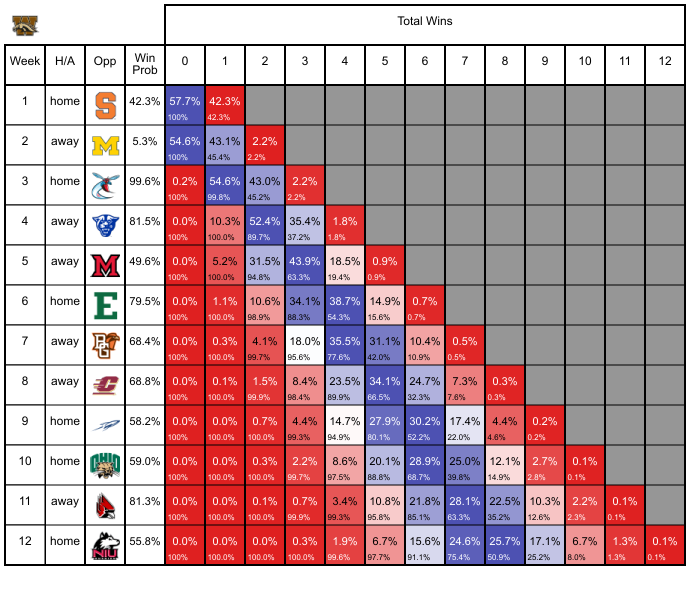 Total Wins
Week H/A Opp Win Prob 0 1 2 3 4 5 6 7 8 9 10 11 12
1 home S 42.3% 57.7% 42.3%
100% 42.3%
2 away M 5.3% 54.6% 43.1% 2.2%
100% 45.4% 2.2%
3 home 99.6% 0.2% 54.6% 43.0% 2.2%
100% 99.8% 45.2% 2.2%
4 away 81.5% 0.0% 10.3% 52.4% 35.4% 1.8%
100% 100.0% 89.7% 37.2% 1.8%
5 away M 49.6% 0.0% 5.2% 31.5% 43.9% 18.5% 0.9%
100% 100.0% 94.8% 63.3% 19.4% 0.9%
6 home E 79.5% 0.0% 1.1% 10.6% 34.1% 38.7% 14.9% 0.7%
100% 100.0% 98.9% 88.3% 54.3% 15.6% 0.7%
7 away BG 68.4% 0.0% 0.3% 4.1% 18.0% 35.5% 31.1% 10.4% 0.5%
100% 100.0% 99.7% 95.6% 77.6% 42.0% 10.9% 0.5%
8 away C 68.8% 0.0% 0.1% 1.5% 8.4% 23.5% 34.1% 24.7% 7.3% 0.3%
100% 100.0% 99.9% 98.4% 89.9% 66.5% 32.3% 7.6% 0.3%
9 home 58.2% 0.0% 0.0% 0.7% 4.4% 14.7% 27.9% 30.2% 17.4% 4.4% 0.2%
100% 100.0% 100.0% 99.3% 94.9% 80.1% 52.2% 22.0% 4.6% 0.2%
10 home OHIO 59.0% 0.0% 0.0% 0.3% 2.2% 8.6% 20.1% 28.9% 25.0% 12.1% 2.7% 0.1%
100% 100.0% 100.0% 99.7% 97.5% 88.8% 68.7% 39.8% 14.9% 2.8% 0.1%
11 away 81.3% 0.0% 0.0% 0.1% 0.7% 3.4% 10.8% 21.8% 28.1% 22.5% 10.3% 2.2% 0.1%
100% 100.0% 100.0% 99.9% 99.3% 95.8% 85.1% 63.3% 35.2% 12.6% 2.3% 0.1%
12 home NIU 55.8% 0.0% 0.0% 0.0% 0.3% 1.9% 6.7% 15.6% 24.6% 25.7% 17.1% 6.7% 1.3% 0.1%
100% 100.0% 100.0% 100.0% 99.6% 97.7% 91.1% 75.4% 50.9% 25.2% 8.0% 1.3% 0.1%